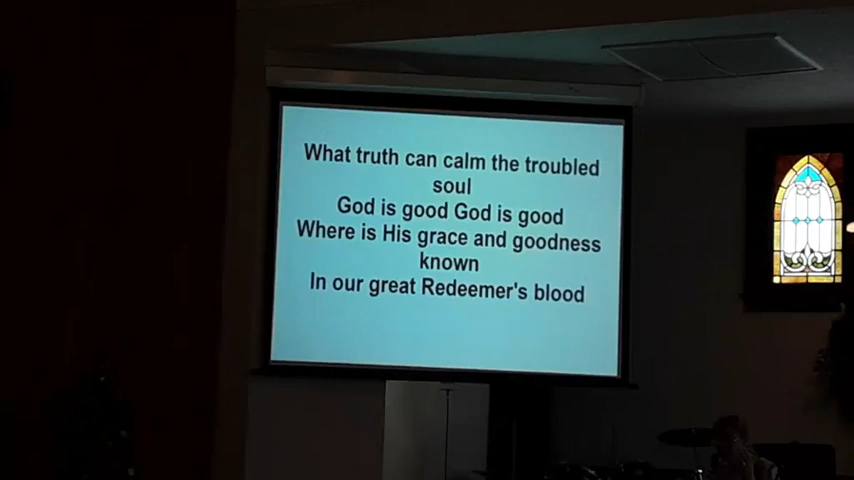 What truth can calm the troubled
soul
God is good God is good
Where is His grace and goodness
known
In our great Redeemer's blood